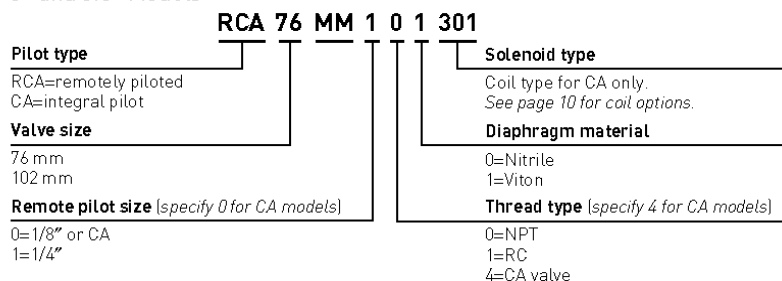 RCA 76 MM 1 0 1 301
Pilot type
RCA=remotely piloted
CA=integral pilot
Valve size
76 mm
102 mm
Remote pilot size (specify 0 for CA models)
0=1/8" or CA
1=1/4"
Solenoid type
Coil type for CA only.
See page 10 for coil options.
Diaphragm material
0=Nitrile
1=Viton
Thread type (specify 4 for CA models)
0=NPT
1=RC
4=CA valve